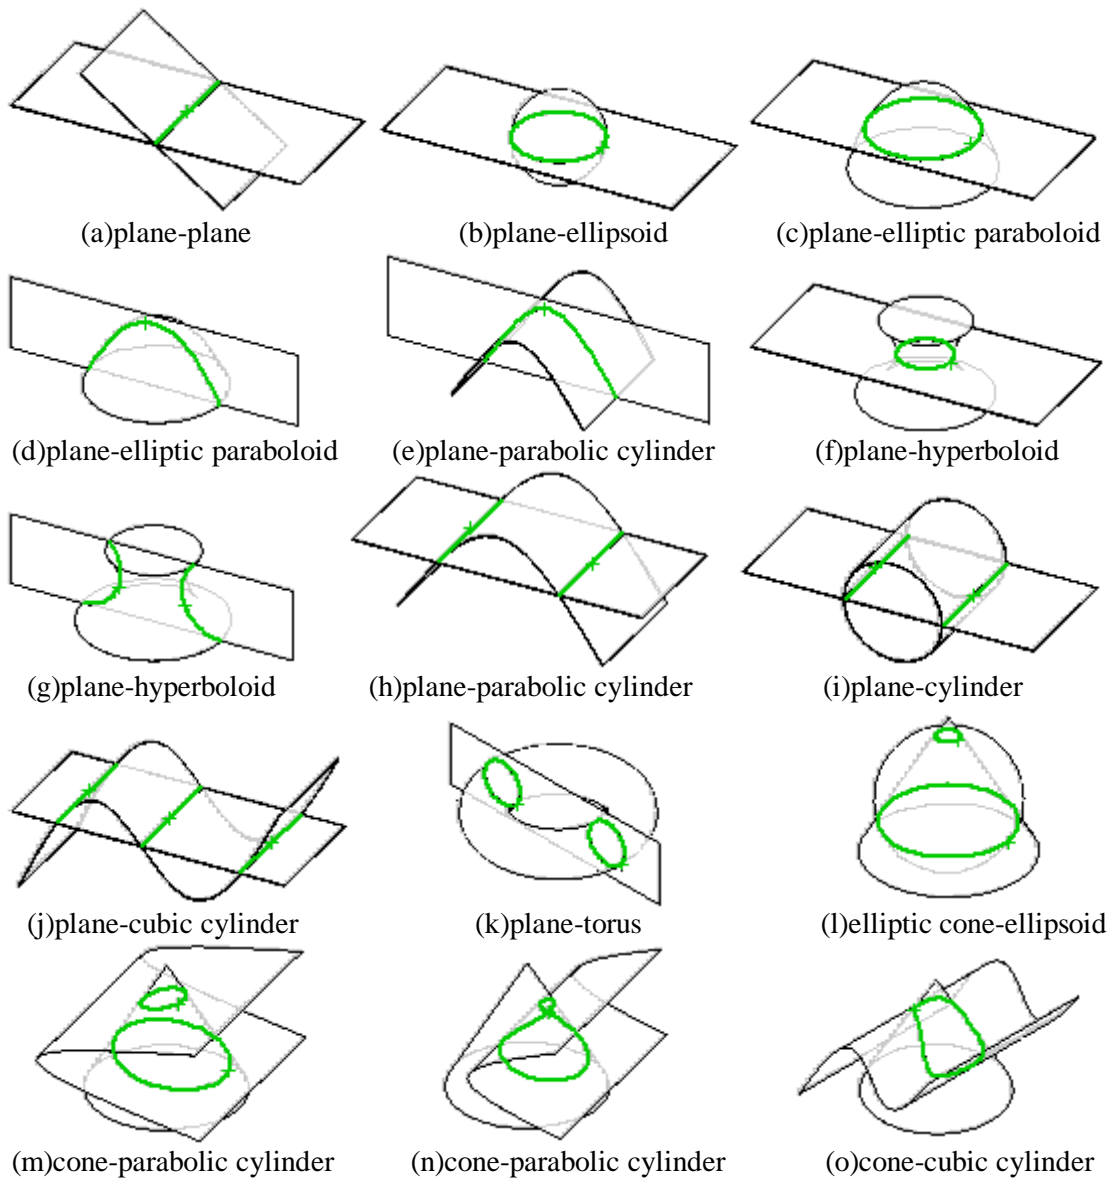 (a)plane-plane
(b)plane-ellipsoid
(c)plane-elliptic paraboloid
(d)plane-elliptic paraboloid
(e)plane-parabolic cylinder
(f)plane-hyperboloid
(g)plane-hyperboloid
(h)plane-parabolic cylinder
(i)plane-cylinder
(j)plane-cubic cylinder
(k)plane-torus
(l)elliptic cone-ellipsoid
(m)cone-parabolic cylinder
(n)cone-parabolic cylinder
(o)cone-cubic cylinder